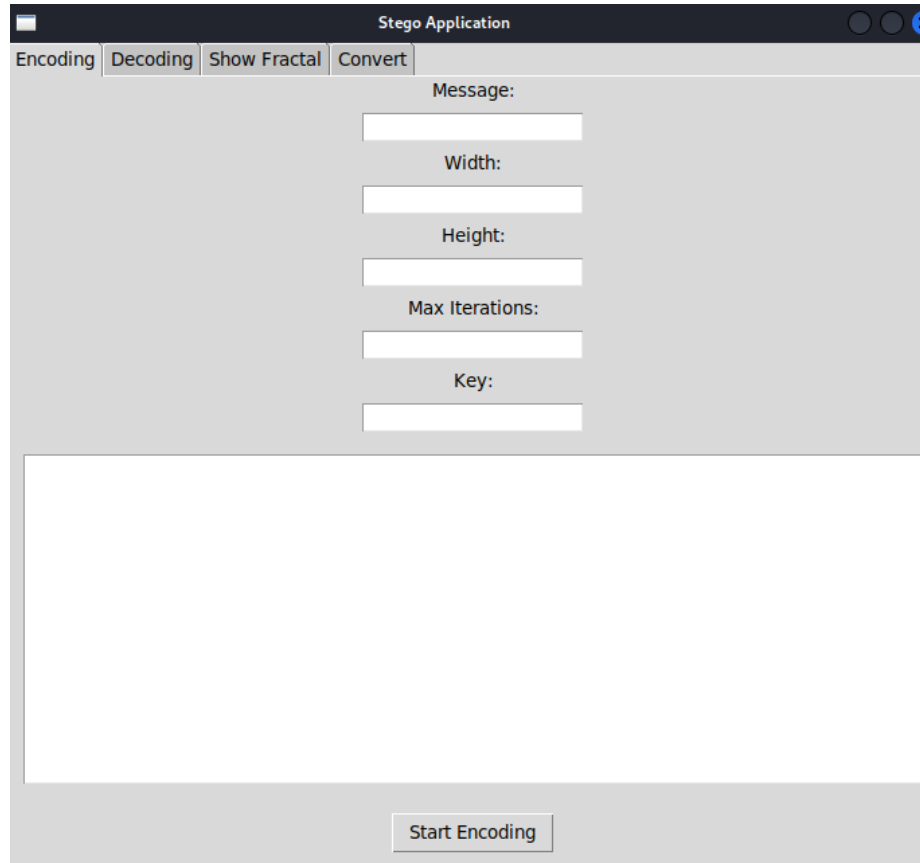 Stego Application
Encoding Decoding Show Fractal Convert
Message:
Width:
Height:
Max Iterations:
Key:
Start Encoding